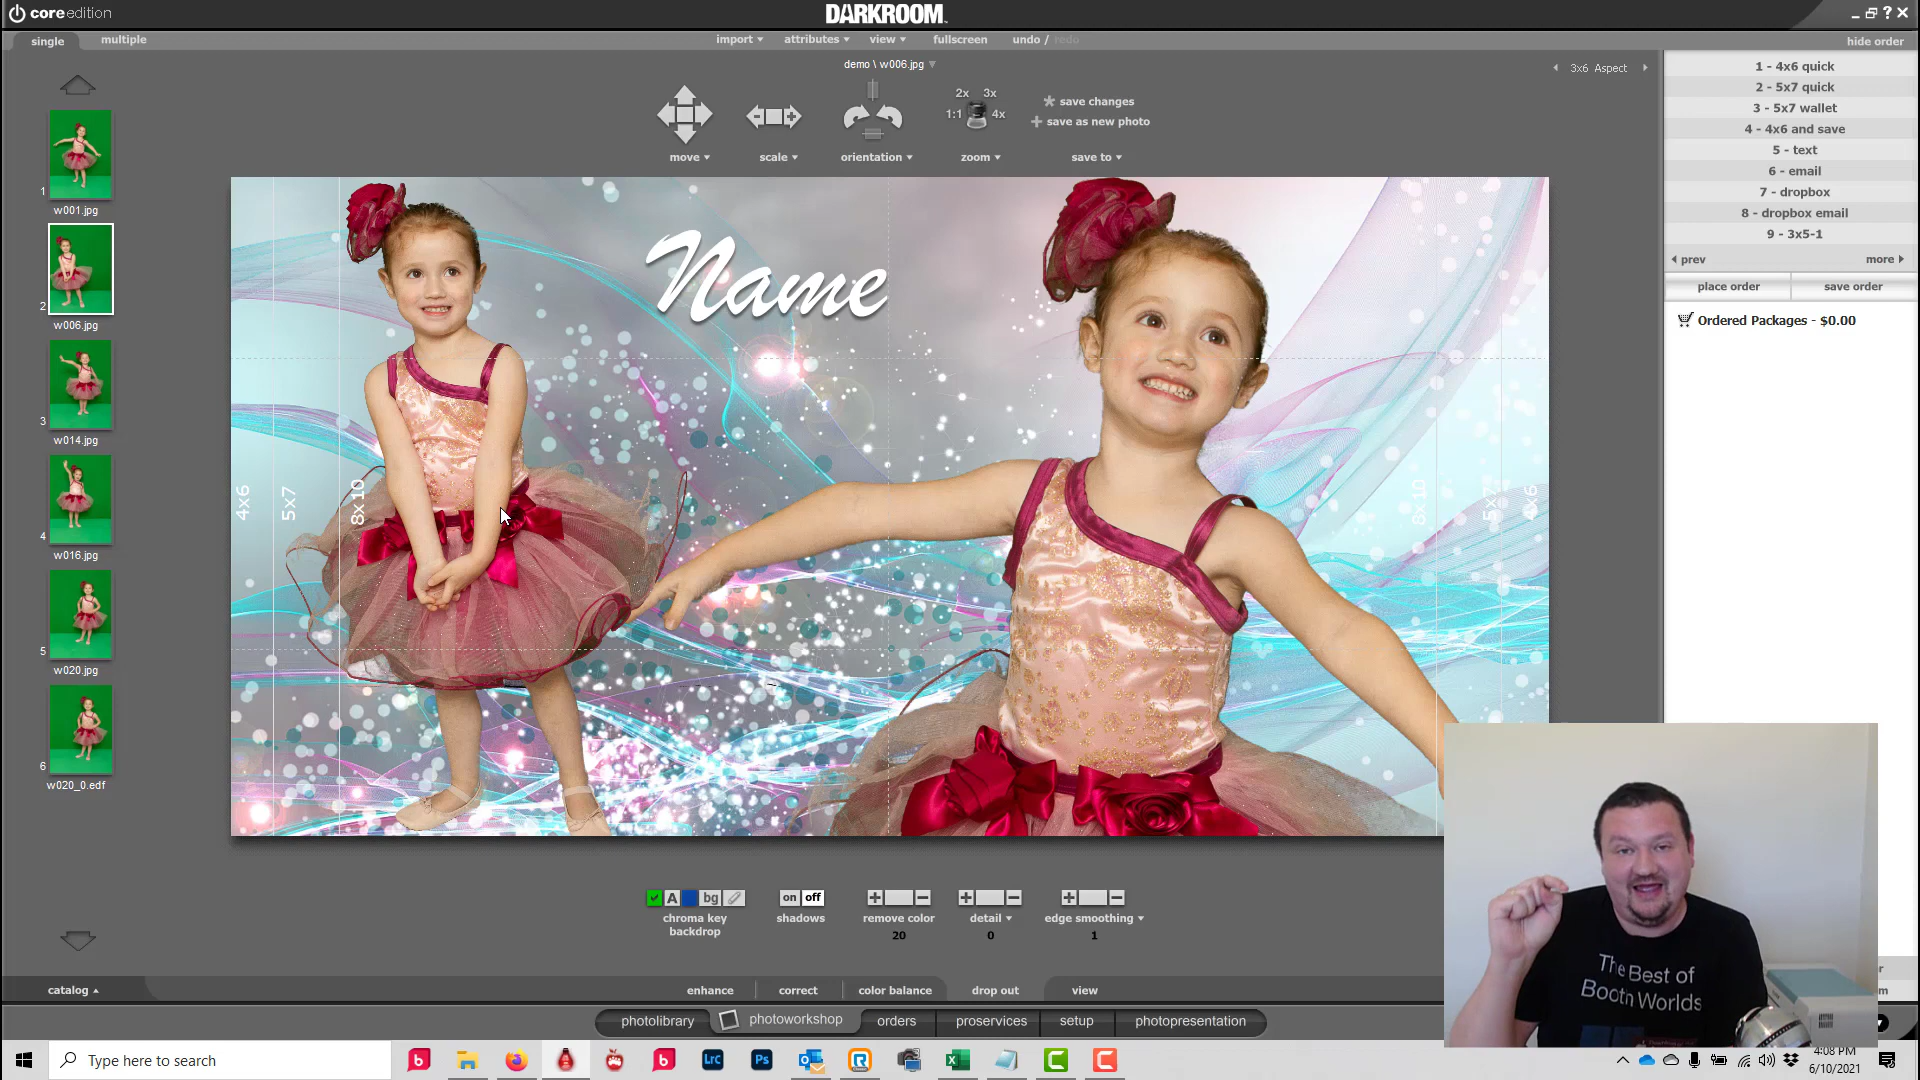 core edition
DARKROOM
single
multiple
import
attributes
view
fullscreen
undo / redo
hide order
demo \ w006.jpg
3x6 Aspect
move
scale
orientation
2x 3x
1:1 4x
zoom
save changes
save as new photo
save to
1 - 4x6 quick
2 - 5x7 quick
3 - 5x7 wallet
4 - 4x6 and save
5 - text
6 - email
7 - dropbox
8 - dropbox email
9 - 3x5-1
prev
more
place order
save order
Ordered Packages - $0.00
1
w001.jpg
2
w006.jpg
3
w014.jpg
4
w016.jpg
5
w020.jpg
6
w020_0.edf
Name
4x6
5x7
8x10
8x10
5x7
4x6
A
bg
chroma key
backdrop
on off
shadows
remove color
20
detail
0
edge smoothing
1
The Best of
Booth Worlds
catalog
enhance
correct
color balance
drop out
view
photolibrary
photoworkshop
orders
proservices
setup
photopresentation
Type here to search
LrC
Ps
4:08 PM
6/10/2021